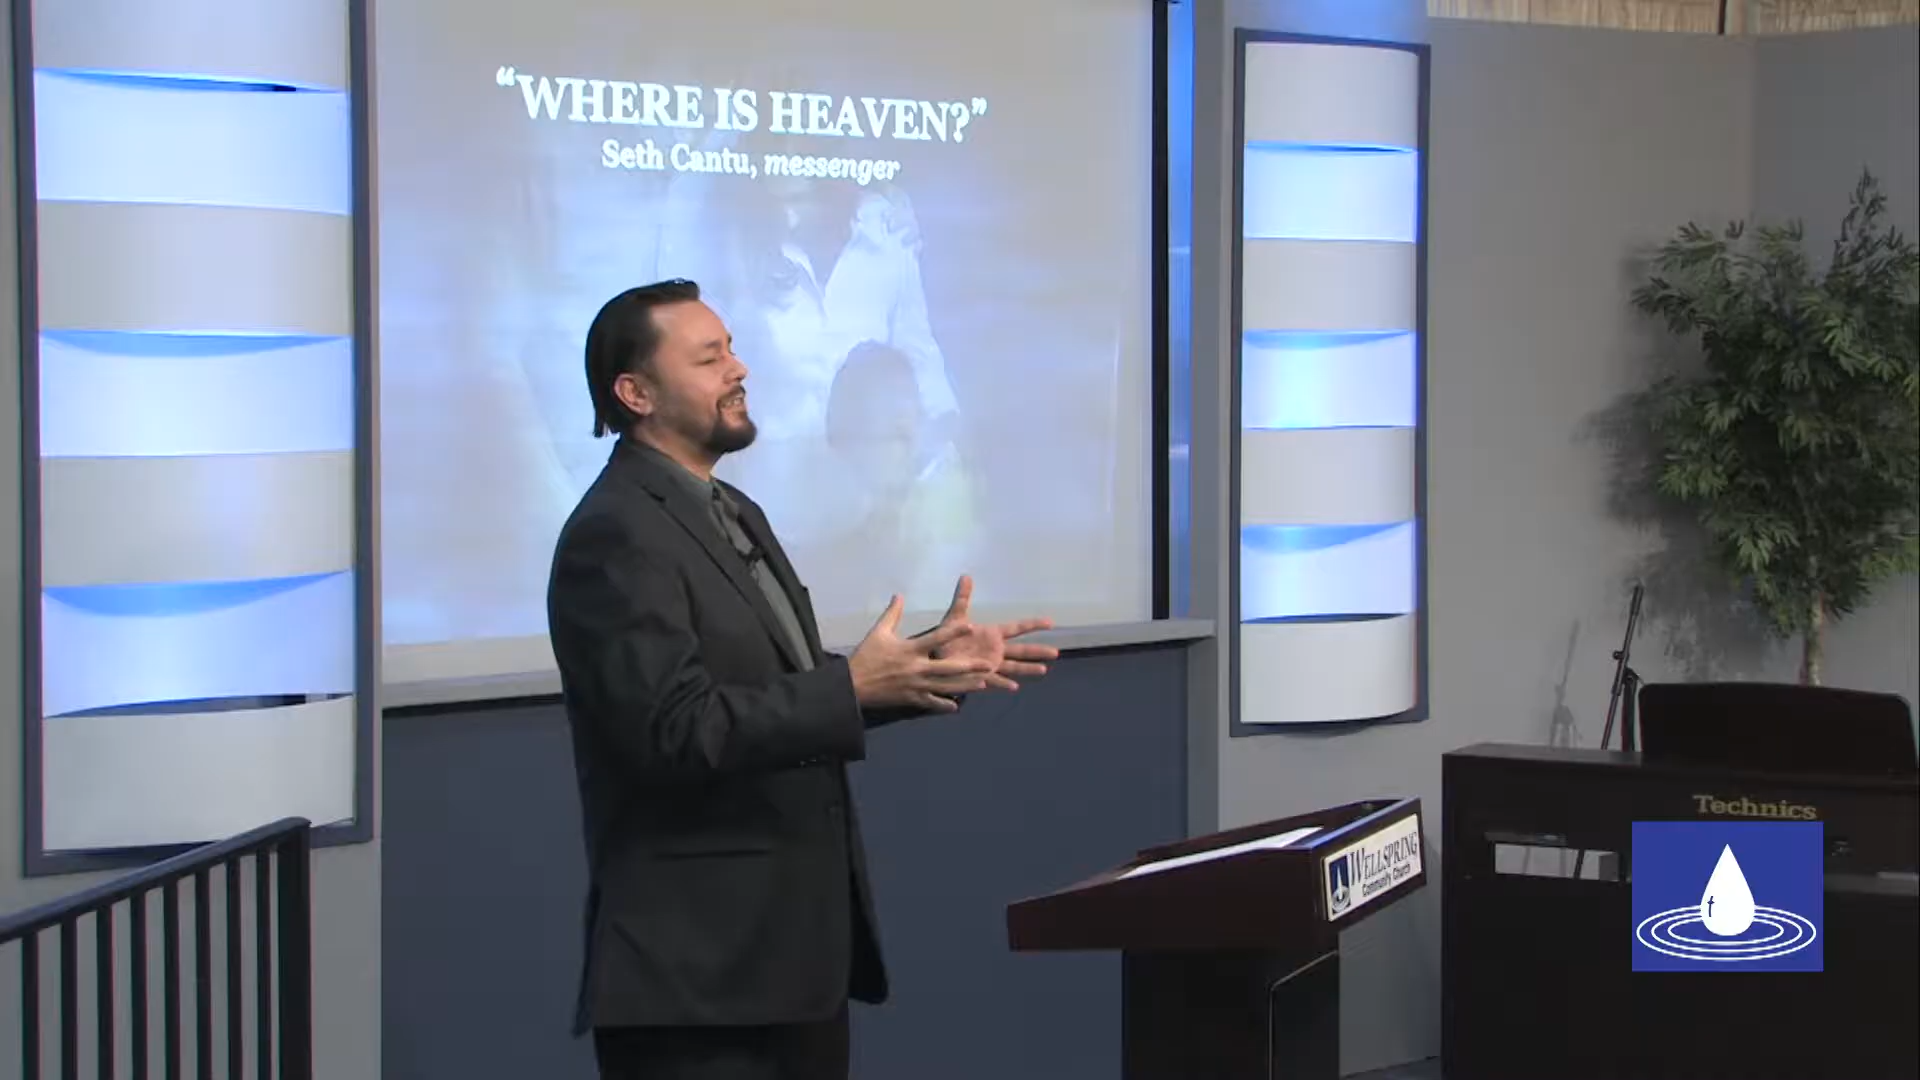 “WHERE IS HEAVEN?”
Seth Cantu, messenger
Technics
WELLSPRING
Community Church